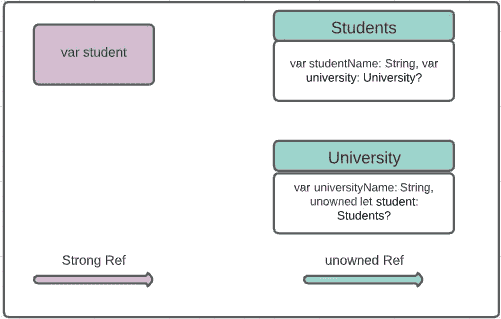 var student
Students
var studentName: String, var
university: University?
University
var universityName: String,
unowned let student:
Students?
Strong Ref
unowned Ref